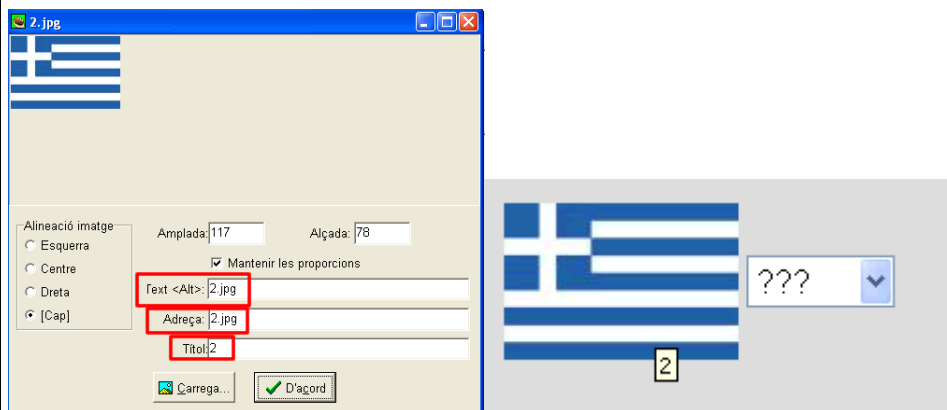 2.jpg
Alineació imatge
Esquerra
Centre
Dreta
[Cap]
Amplada: 117
Alçada: 78
Mantenir les proporcions
Text <Alt>: 2.jpg
Adreça: 2.jpg
Títol: 2
Carrega...
D'acord
???
2